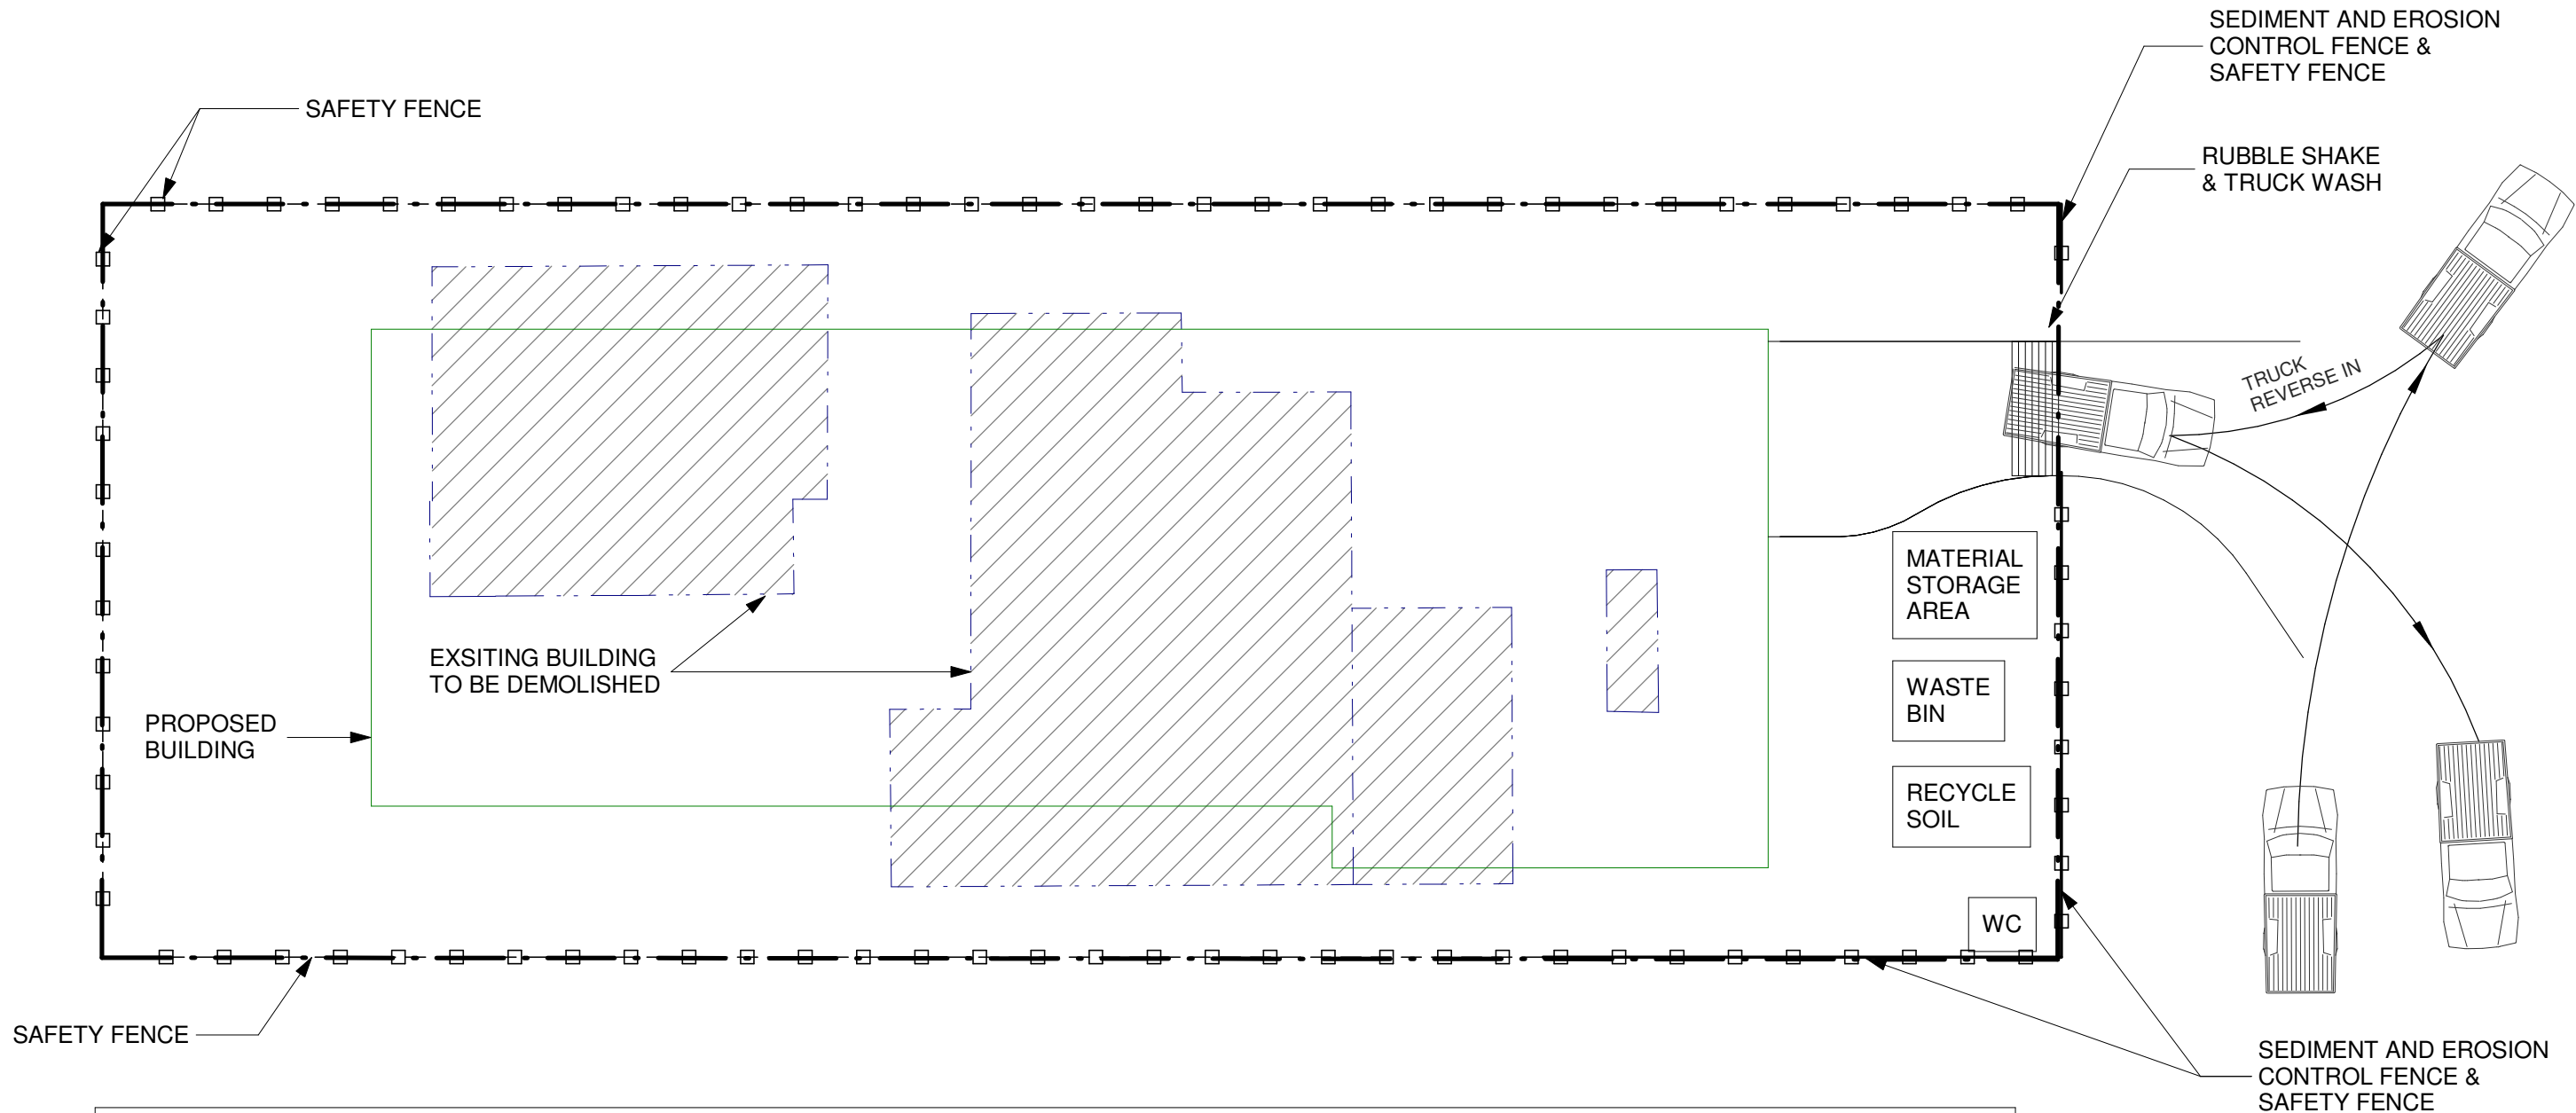 SEDIMENT AND EROSION
CONTROL FENCE &
SAFETY FENCE
SAFETY FENCE
RUBBLE SHAKE
& TRUCK WASH
TRUCK
REVERSE IN
MATERIAL
STORAGE
AREA
EXSITING BUILDING
TO BE DEMOLISHED
WASTE
BIN
PROPOSED
BUILDING
RECYCLE
SOIL
WC
SAFETY FENCE
SEDIMENT AND EROSION
CONTROL FENCE &
SAFETY FENCE